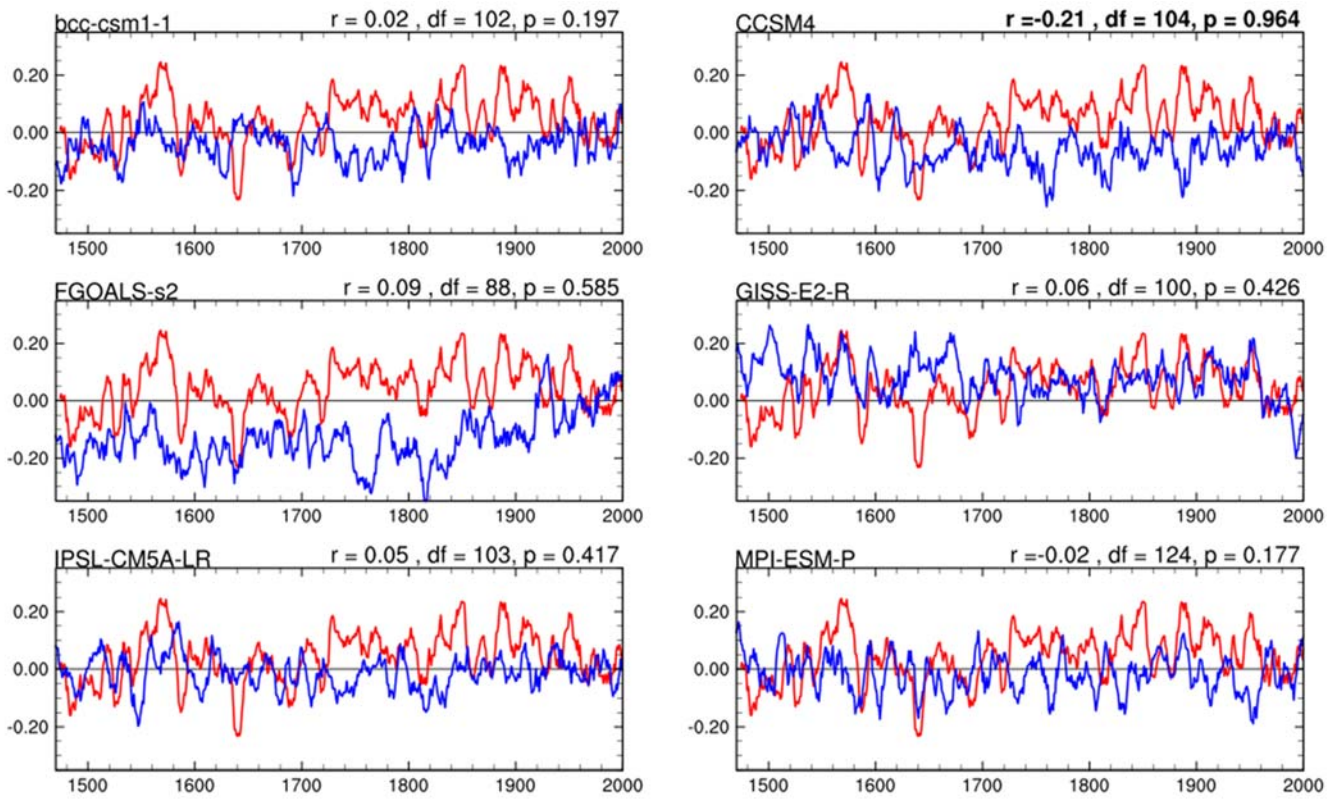 bcc-csm1-1 r = 0.02 , df = 102, p = 0.197
0.20
0.00
-0.20
1500 1600 1700 1800 1900 2000
CCSM4 r =-0.21 , df = 104, p = 0.964
0.20
0.00
-0.20
1500 1600 1700 1800 1900 2000
FGOALS-s2 r = 0.09 , df = 88, p = 0.585
0.20
0.00
-0.20
1500 1600 1700 1800 1900 2000
GISS-E2-R r = 0.06 , df = 100, p = 0.426
0.20
0.00
-0.20
1500 1600 1700 1800 1900 2000
IPSL-CM5A-LR r = 0.05 , df = 103, p = 0.417
0.20
0.00
-0.20
1500 1600 1700 1800 1900 2000
MPI-ESM-P r =-0.02 , df = 124, p = 0.177
0.20
0.00
-0.20
1500 1600 1700 1800 1900 2000